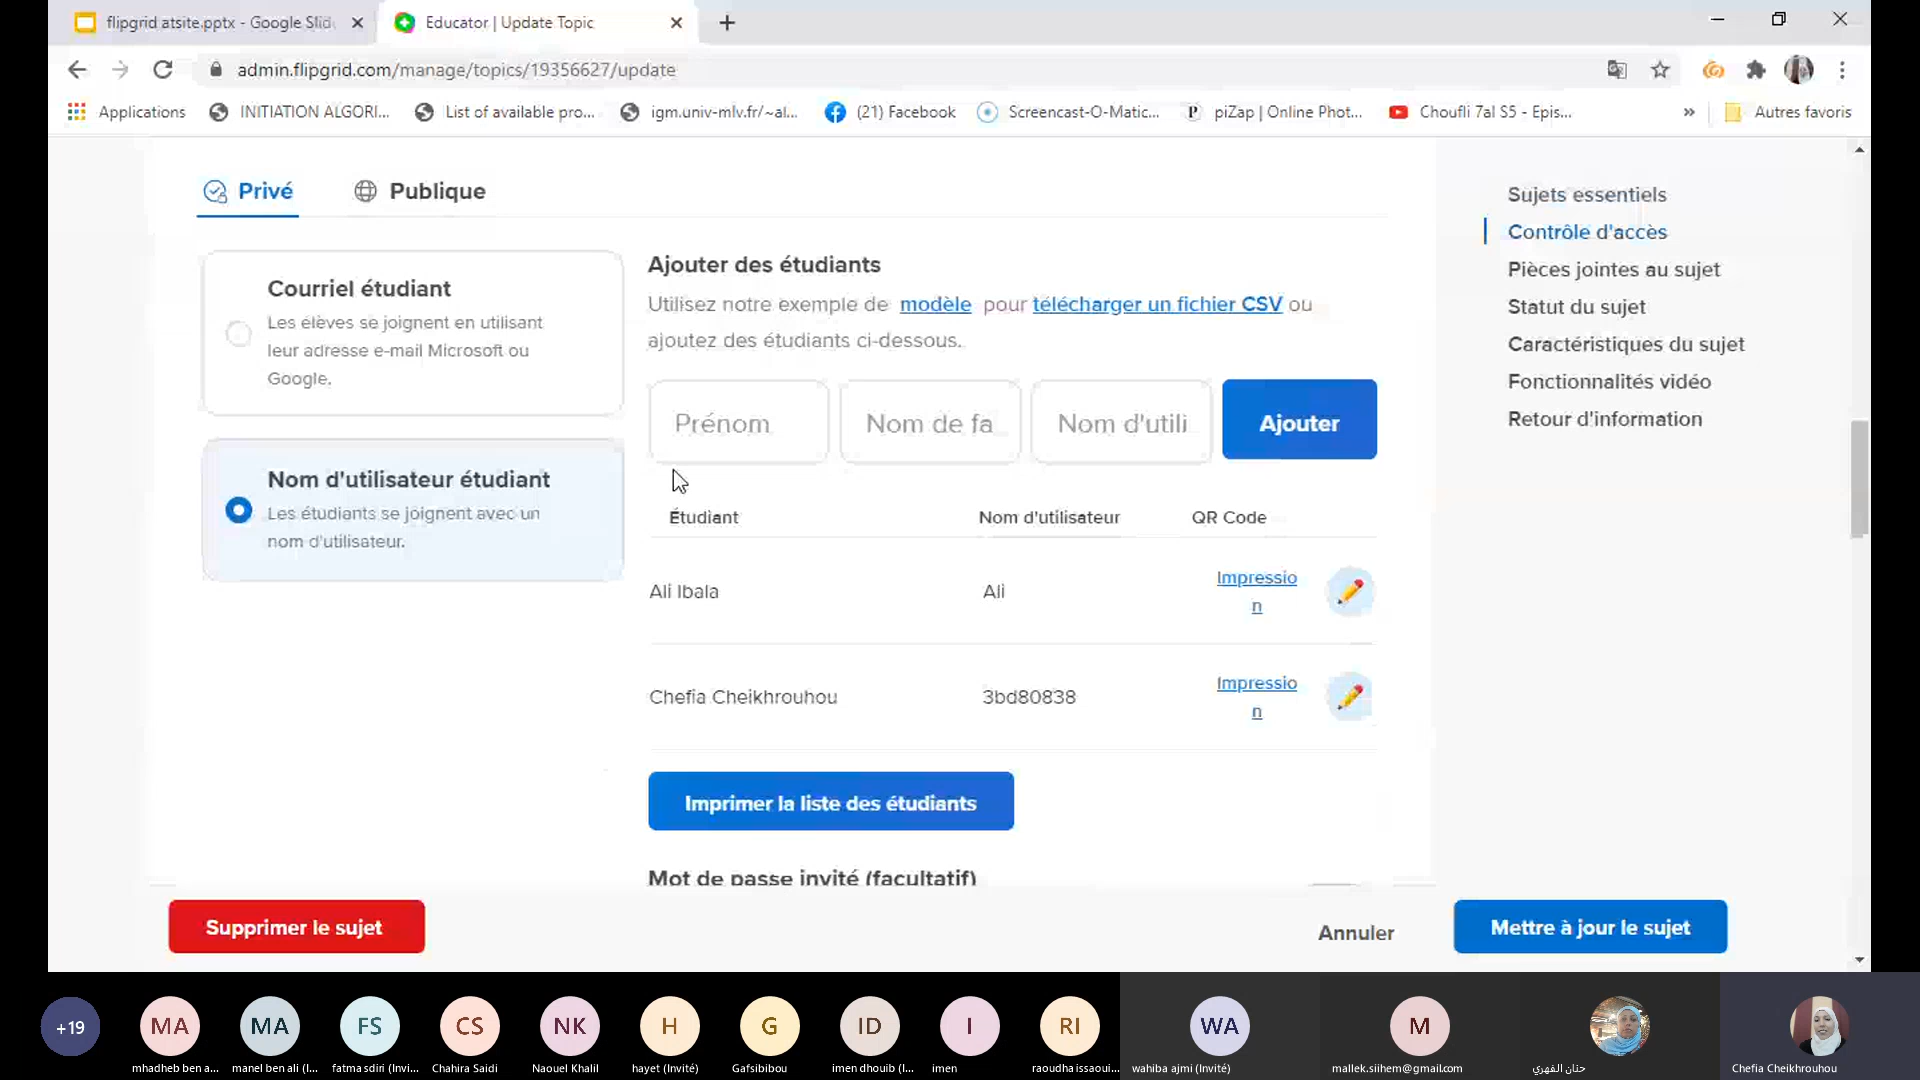 flipgrid atsite.pptx - Google Slid
Educator | Update Topic
admin.flipgrid.com/manage/topics/19356627/update
Applications
INITIATION ALGORI...
List of available pro...
igm.univ-mlv.fr/~al...
(21) Facebook
Screencast-O-Matic...
piZap | Online Phot...
Choufli 7al S5 - Epis...
»
Autres favoris
Privé
Publique
Courriel étudiant
Les élèves se joignent en utilisant
leur adresse e-mail Microsoft ou
Google.
Nom d'utilisateur étudiant
Les étudiants se joignent avec un
nom d'utilisateur.
Ajouter des étudiants
Utilisez notre exemple de modèle pour télécharger un fichier CSV ou
ajoutez des étudiants ci-dessous.
Prénom
Nom de fa
Nom d'utili
Ajouter
Étudiant
Nom d'utilisateur
QR Code
Ali Ibala
Ali
Impressio
n
Chefia Cheikhrouhou
3bd80838
Impressio
n
Imprimer la liste des étudiants
Mot de passe invité (facultatif)
Sujets essentiels
Contrôle d'accès
Pièces jointes au sujet
Statut du sujet
Caractéristiques du sujet
Fonctionnalités vidéo
Retour d'information
Supprimer le sujet
Annuler
Mettre à jour le sujet
+19
MA
MA
FS
CS
NK
H
G
ID
I
RI
WA
M
mhadheb ben a...
manel ben ali (I...
fatma sdiri (Invi...
Chahira Saidi
Naouel Khalil
hayet (Invité)
Gafsibibou
imen dhouib (I...
imen
raoudha issaoui...
wahiba ajmi (Invité)
mallek.siihem@gmail.com
حنان الفهري
Chefia Cheikhrouhou